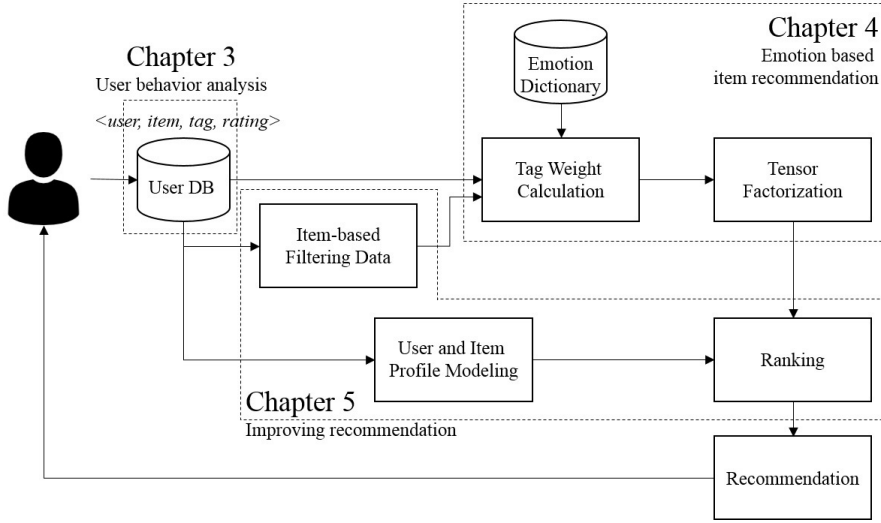 Chapter 3
User behavior analysis
<user, item, tag, rating>
User DB
Chapter 4
Emotion based
item recommendation
Emotion
Dictionary
Tag Weight
Calculation
Tensor
Factorization
Item-based
Filtering Data
User and Item
Profile Modeling
Ranking
Chapter 5
Improving recommendation
Recommendation